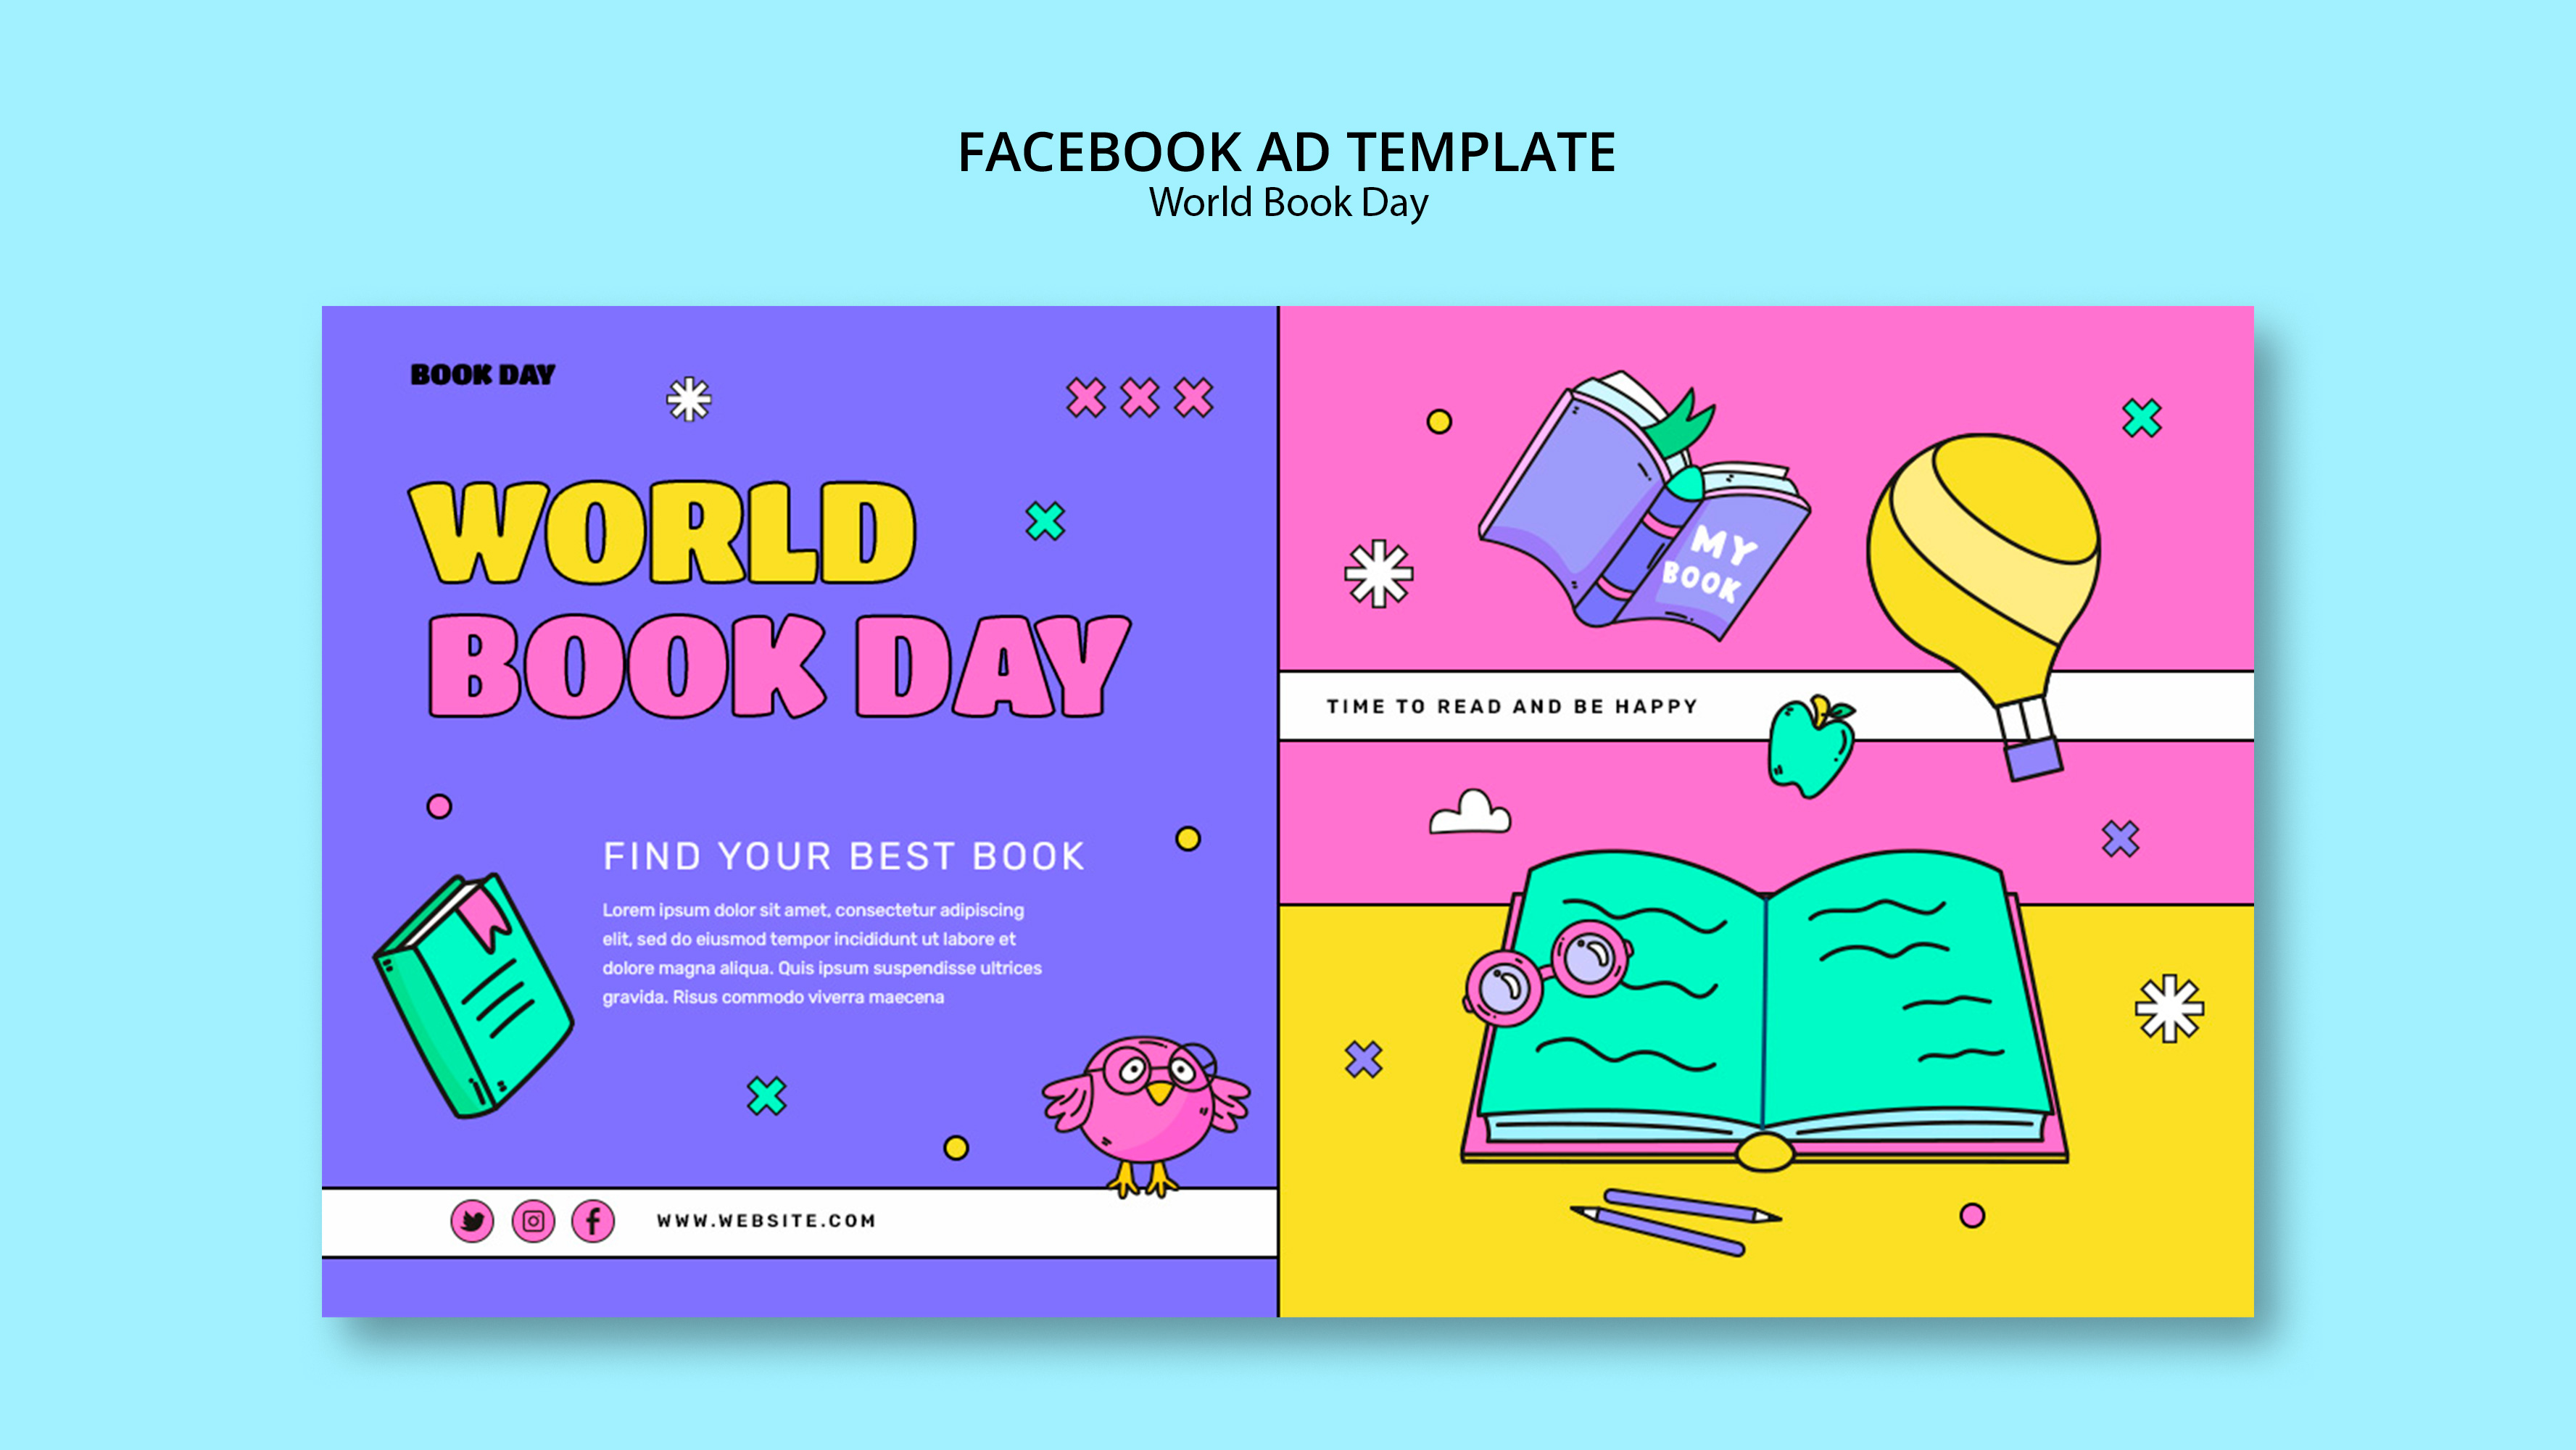 FACEBOOK AD TEMPLATE
World Book Day
BOOK DAY
WORLD
BOOK DAY
FIND YOUR BEST BOOK
Lorem ipsum dolor sit amet, consectetur adipiscing
elit, sed do eiusmod tempor incididunt ut labore et
dolore magna aliqua. Quis ipsum suspendisse ultrices
gravida. Risus commodo viverra maecena
WWW.WEBSITE.COM
MY
BOOK
TIME TO READ AND BE HAPPY